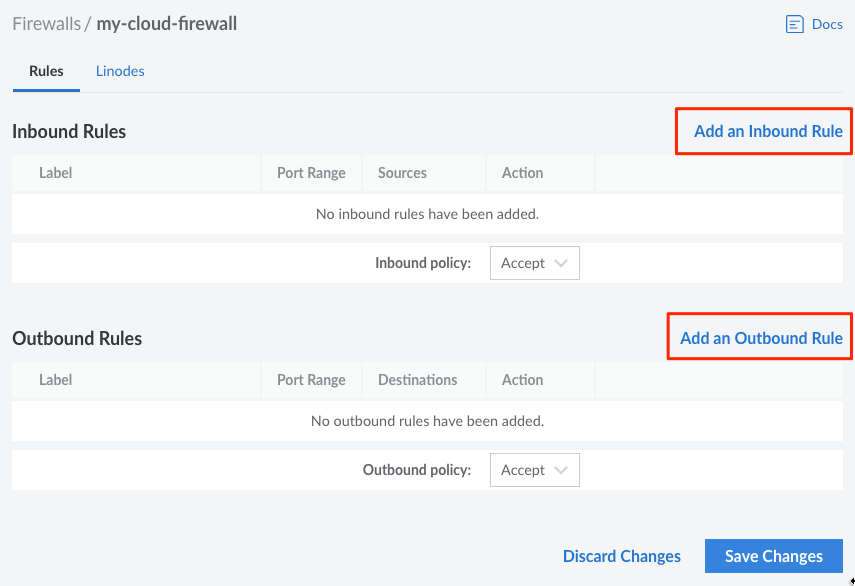 Firewalls / my-cloud-firewall Docs
Rules Linodes
Inbound Rules Add an Inbound Rule
Label Port Range Sources Action
No inbound rules have been added.
Inbound policy: Accept
Outbound Rules Add an Outbound Rule
Label Port Range Destinations Action
No outbound rules have been added.
Outbound policy: Accept
Discard Changes Save Changes